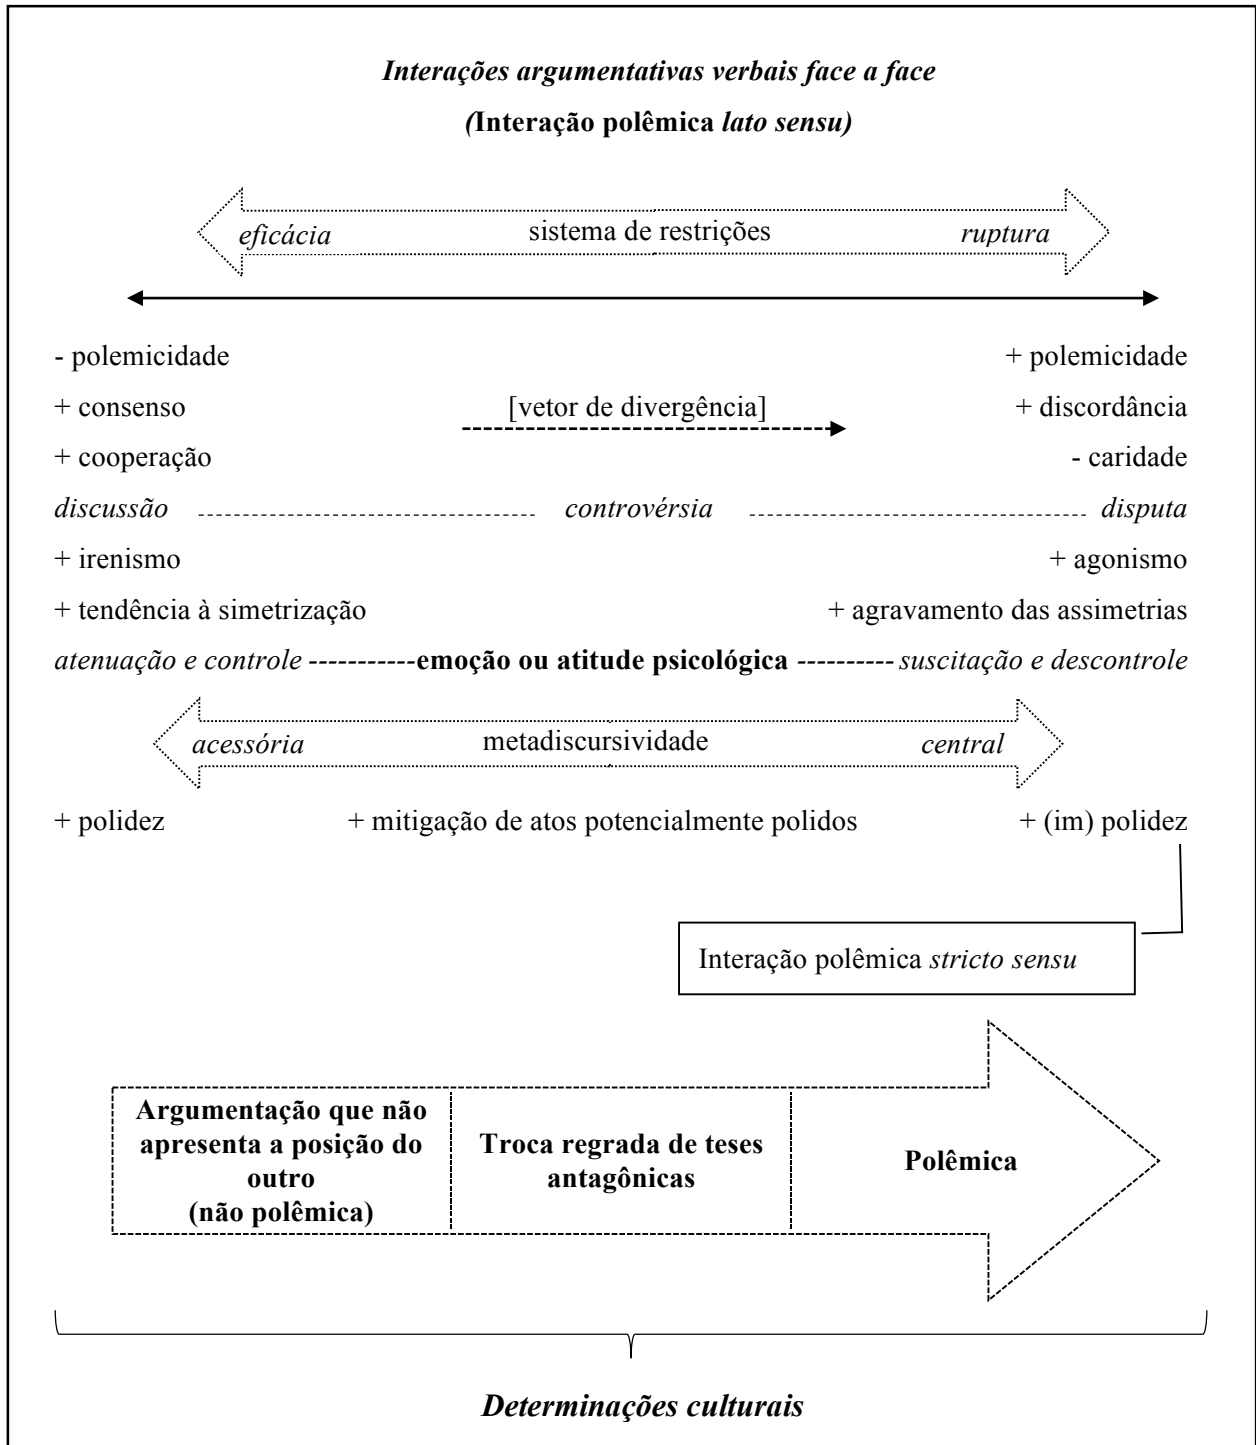 Interações argumentativas verbais face a face
(Interação polêmica lato sensu)
eficácia sistema de restrições ruptura
- polemicidade + polemicidade
+ consenso [vetor de divergência] + discordância
+ cooperação - caridade
discussão controvérsia disputa
+ irenismo + agonismo
+ tendência à simetrização + agravamento das assimetrias
atenuação e controle emoção ou atitude psicológica suscitação e descontrole
acessória metadiscursividade central
+ polidez + mitigação de atos potencialmente polidos + (im) polidez
Interação polêmica stricto sensu
Argumentação que não
apresenta a posição do
outro
(não polêmica)
Troca regrada de teses
antagônicas
Polêmica
Determinações culturais